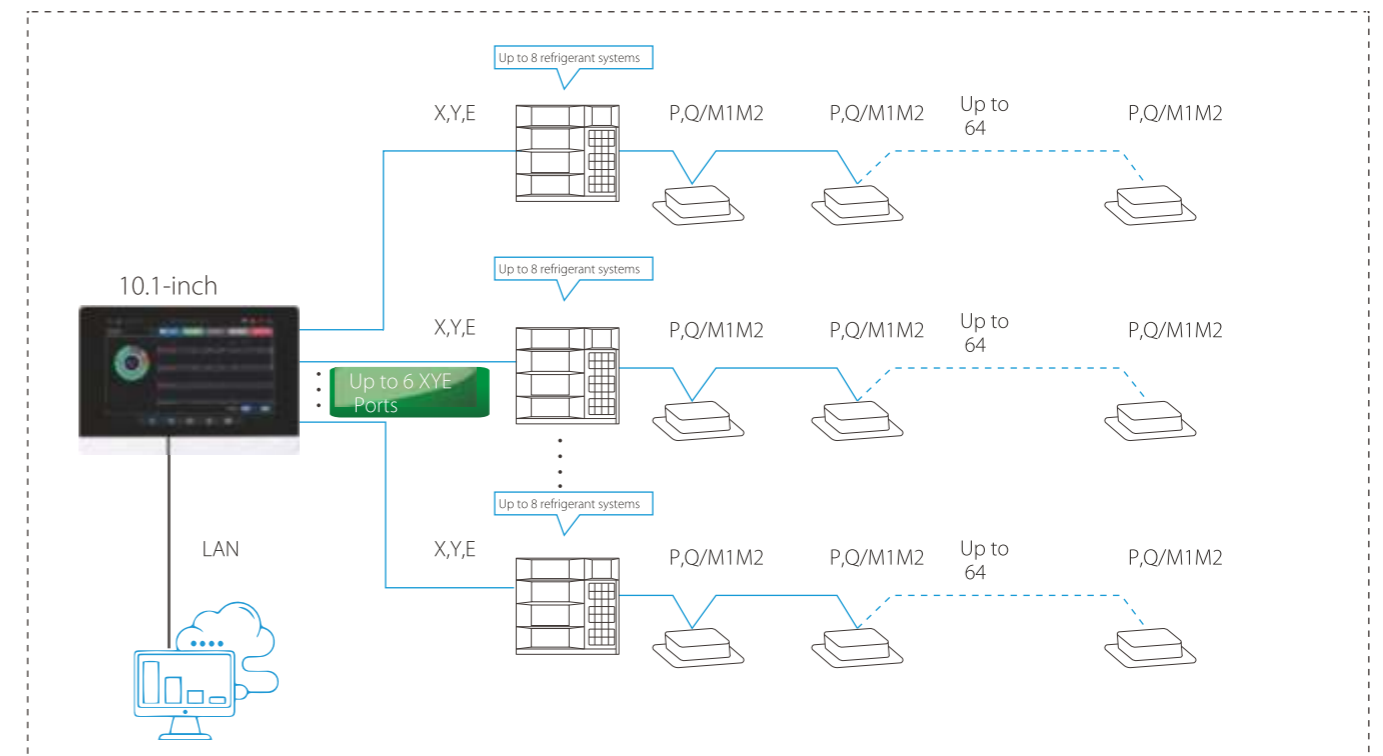 Up to 8 refrigerant systems
X,Y,E
P,Q/M1M2
P,Q/M1M2
Up to
64
P,Q/M1M2
10.1-inch
Up to 8 refrigerant systems
X,Y,E
P,Q/M1M2
P,Q/M1M2
Up to
64
P,Q/M1M2
Up to 6 XYE
Ports
Up to 8 refrigerant systems
LAN
X,Y,E
P,Q/M1M2
P,Q/M1M2
Up to
64
P,Q/M1M2